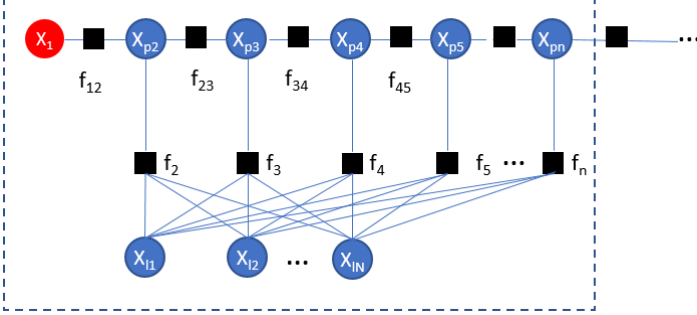 X1 Xp2 Xp3 Xp4 Xp5 Xpn ...
f12 f23 f34 f45
f2 f3 f4 f5 ... fn
Xl1 Xl2 ... XlN